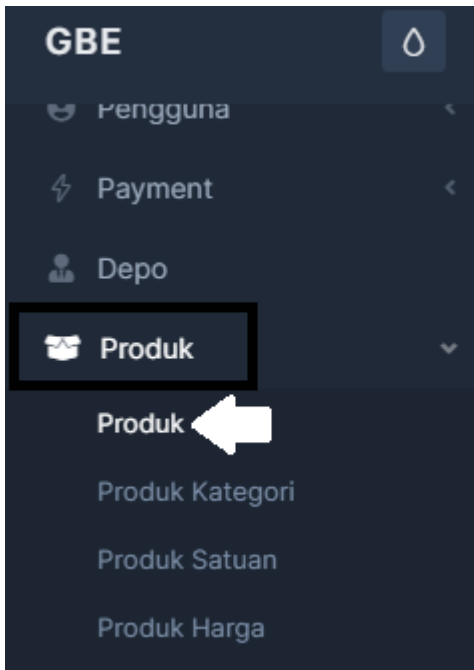 GBE
Pengguna
Payment
Depo
Produk
Produk
Produk Kategori
Produk Satuan
Produk Harga